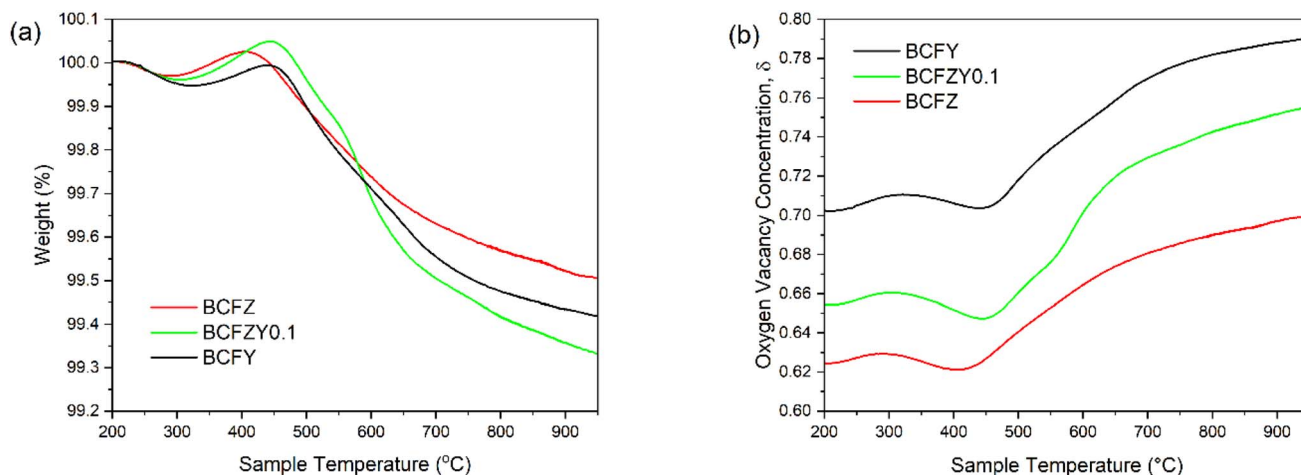 (a)
100.1
100.0
99.9
99.8
99.7
99.6
99.5
99.4
99.3
99.2
Weight (%)
BCFZ
BCFZY0.1
BCFY
200 300 400 500 600 700 800 900
Sample Temperature (°C)
(b)
0.80
0.78
0.76
0.74
0.72
0.70
0.68
0.66
0.64
0.62
0.60
Oxygen Vacancy Concentration, δ
BCFY
BCFZY0.1
BCFZ
200 300 400 500 600 700 800 900
Sample Temperature (°C)